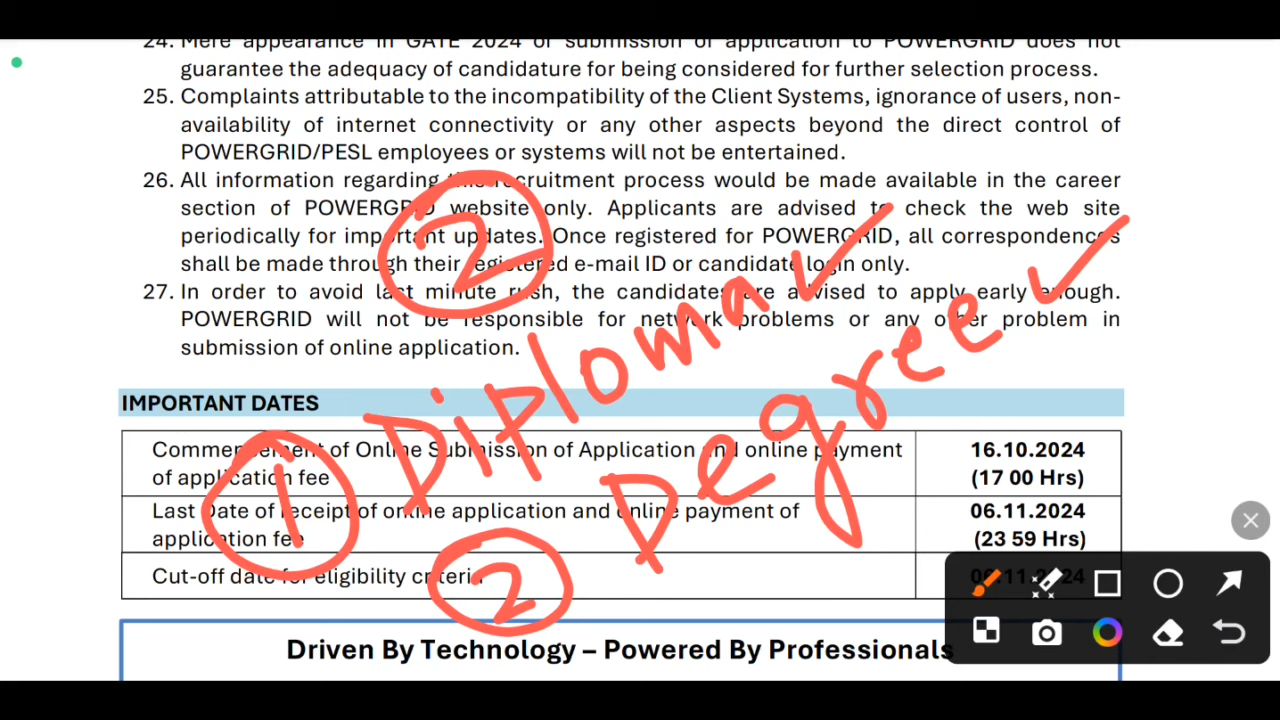 24. Mere appearance in GATE 2024 or submission of application to POWERGRID does not
guarantee the adequacy of candidature for being considered for further selection process.
25. Complaints attributable to the incompatibility of the Client Systems, ignorance of users, non-
availability of internet connectivity or any other aspects beyond the direct control of
POWERGRID/PESL employees or systems will not be entertained.
26. All information regarding this recruitment process would be made available in the career
section of POWERGRID website only. Applicants are advised to check the web site
periodically for important updates. Once registered for POWERGRID, all correspondences
shall be made through their registered e-mail ID or candidate login only.
27. In order to avoid last minute rush, the candidates are advised to apply early enough.
POWERGRID will not be responsible for network problems or any other problem in
submission of online application.
2
Diploma
Degree
IMPORTANT DATES
Commencement of Online Submission of Application and online payment 16.10.2024
of application fee (17 00 Hrs)
1
Last Date of receipt of online application and online payment of 06.11.2024
application fee (23 59 Hrs)
Cut-off date for eligibility criteria
2
Driven By Technology – Powered By Professionals